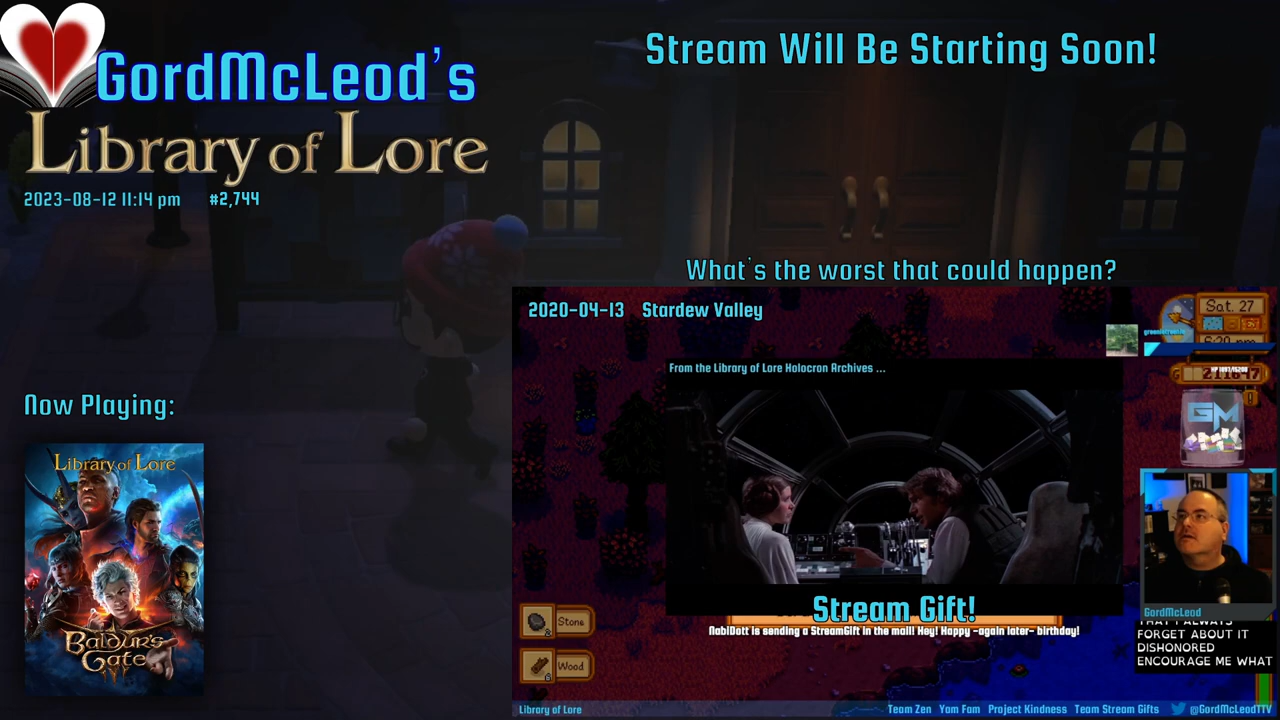 Stream Will Be Starting Soon!
GordMcLeod's
Library of Lore
2023-08-12 11:14 pm #2,744
What's the worst that could happen?
2020-04-13 Stardew Valley
Sat. 27
From the Library of Lore Holocron Archives ...
GM
Now Playing:
Library of Lore
Baldur's
Gate
Stone
Wood
Stream Gift!
NablDott is sending a StreamGift in the mail! Hey! Happy -again later- birthday!
GordMcLeod
THAT I ALWAYS
FORGET ABOUT IT
DISHONORED
ENCOURAGE ME WHAT
Library of Lore
Team Zen Yam Fam Project Kindness Team Stream Gifts @GordMcLeodTTV